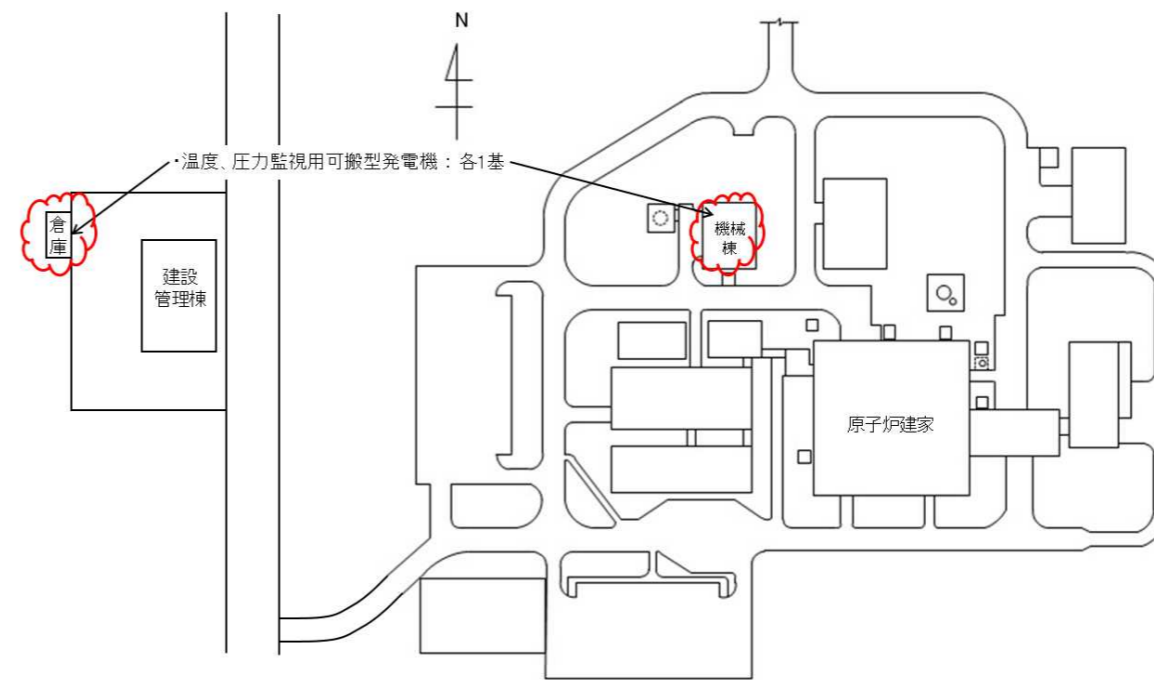 N
・温度、圧力監視用可搬型発電機：各1基
倉
庫
機械
棟
建設
管理棟
原子炉建家